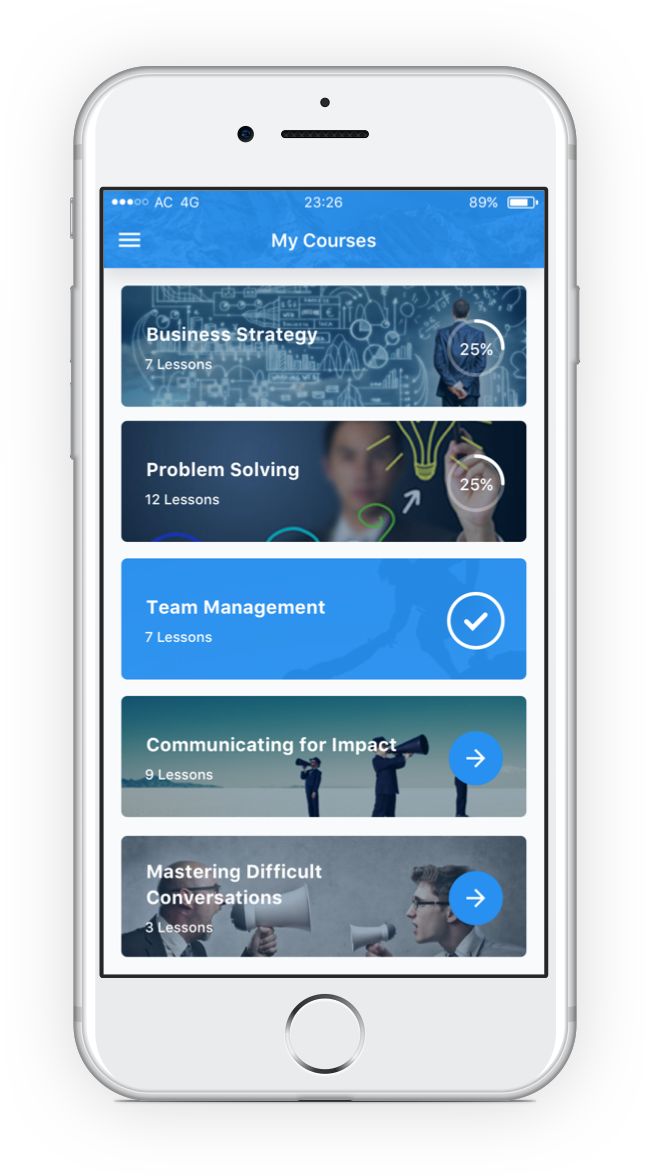 AC 4G 23:26 89%
My Courses
Business Strategy
7 Lessons
25%
Problem Solving
12 Lessons
25%
Team Management
7 Lessons
Communicating for Impact
9 Lessons
Mastering Difficult
Conversations
3 Lessons